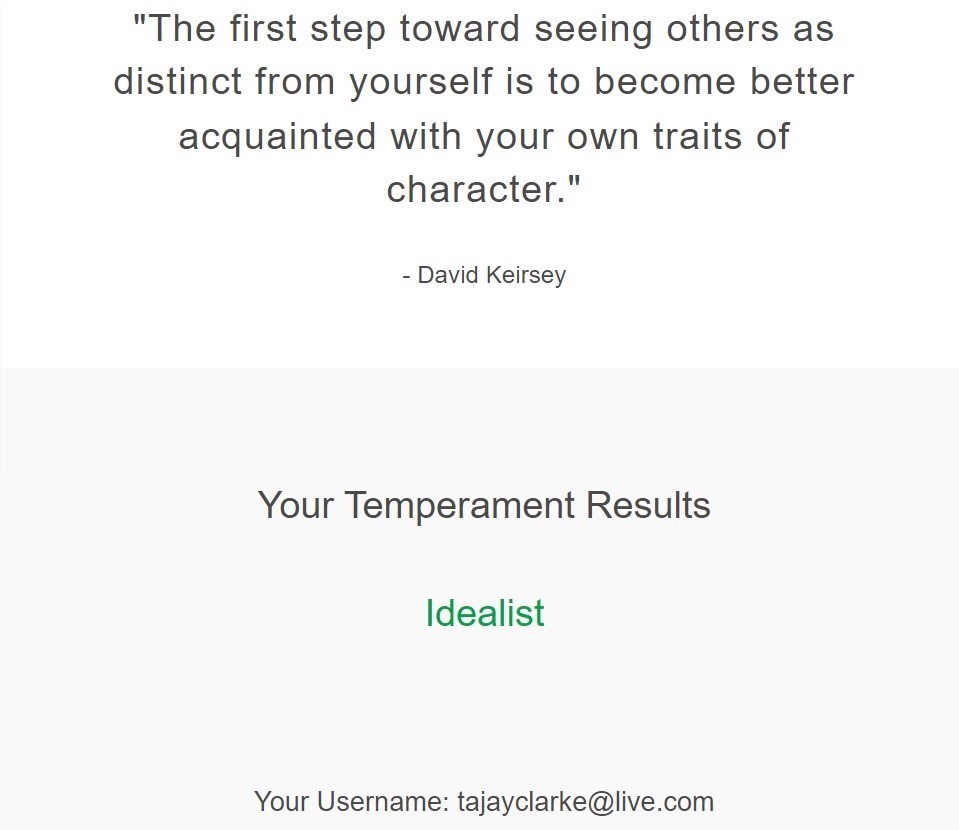 "The first step toward seeing others as
distinct from yourself is to become better
acquainted with your own traits of
character."
- David Keirsey
Your Temperament Results
Idealist
Your Username: tajayclarke@live.com